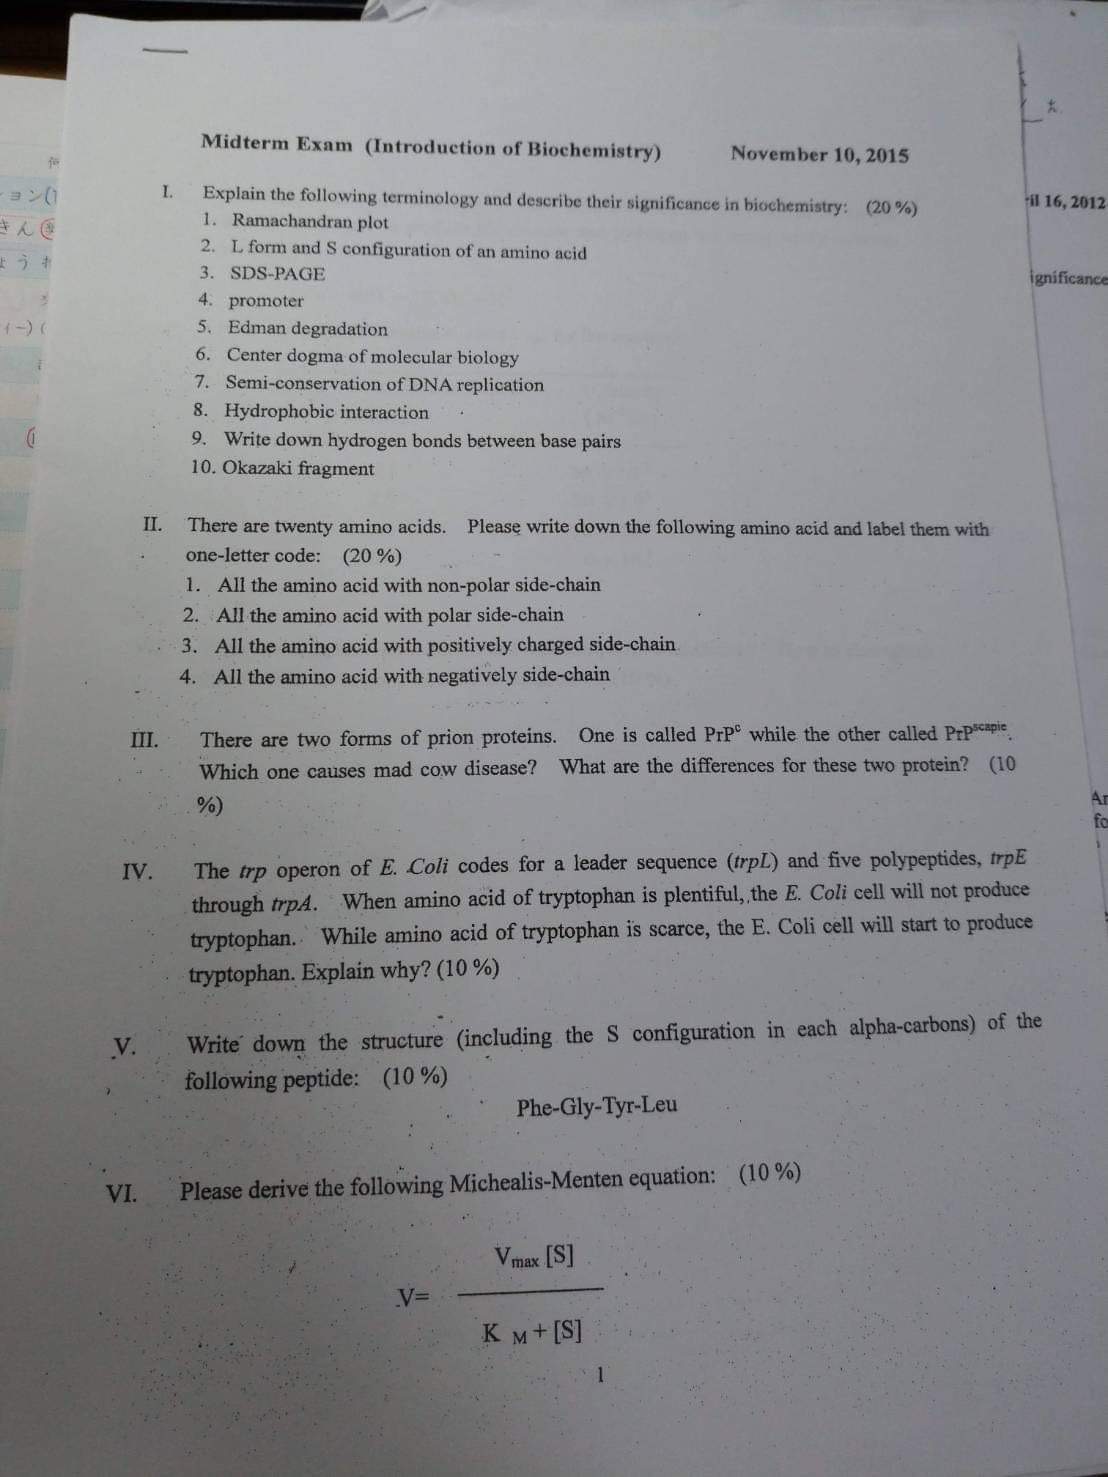 Midterm Exam (Introduction of Biochemistry) November 10, 2015
I. Explain the following terminology and describe their significance in biochemistry: (20 %)
1. Ramachandran plot
2. L form and S configuration of an amino acid
3. SDS-PAGE
4. promoter
5. Edman degradation
6. Center dogma of molecular biology
7. Semi-conservation of DNA replication
8. Hydrophobic interaction
9. Write down hydrogen bonds between base pairs
10. Okazaki fragment
II. There are twenty amino acids. Please write down the following amino acid and label them with
one-letter code: (20 %)
1. All the amino acid with non-polar side-chain
2. All the amino acid with polar side-chain
3. All the amino acid with positively charged side-chain
4. All the amino acid with negatively side-chain
III. There are two forms of prion proteins. One is called PrPᶜ while the other called PrPˢᶜᵃᵖⁱᵉ.
Which one causes mad cow disease? What are the differences for these two protein? (10
%)
IV. The trp operon of E. Coli codes for a leader sequence (trpL) and five polypeptides, trpE
through trpA. When amino acid of tryptophan is plentiful, the E. Coli cell will not produce
tryptophan. While amino acid of tryptophan is scarce, the E. Coli cell will start to produce
tryptophan. Explain why? (10 %)
V. Write down the structure (including the S configuration in each alpha-carbons) of the
following peptide: (10 %)
Phe-Gly-Tyr-Leu
VI. Please derive the following Michealis-Menten equation: (10 %)
Vmax [S]
V=
K M + [S]
1
16, 2012
ignificance
ョン(1
きん
ょうれ
(-) (